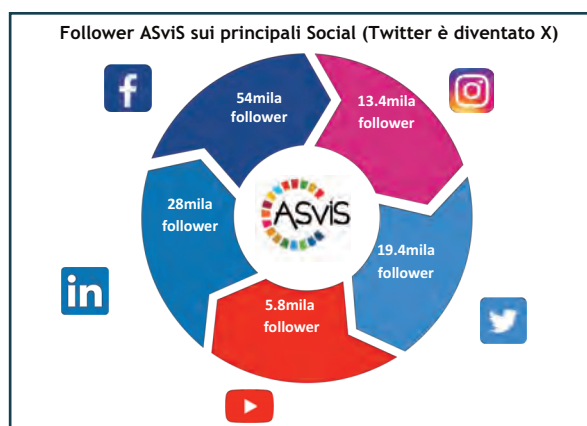 Follower ASviS sui principali Social (Twitter è diventato X)
54mila
follower
13.4mila
follower
28mila
follower
ASviS
19.4mila
follower
5.8mila
follower
in
f